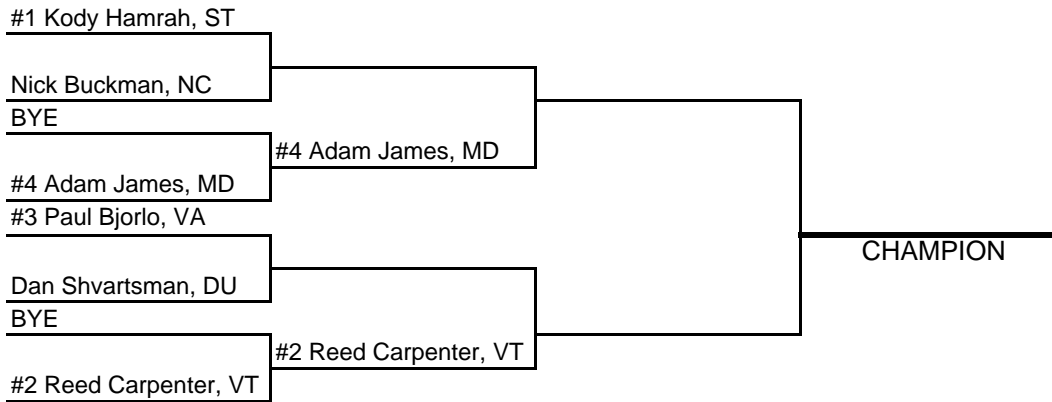 #1 Kody Hamrah, ST
Nick Buckman, NC
BYE
#4 Adam James, MD
#4 Adam James, MD
#3 Paul Bjorlo, VA
CHAMPION
Dan Shvartsman, DU
BYE
#2 Reed Carpenter, VT
#2 Reed Carpenter, VT